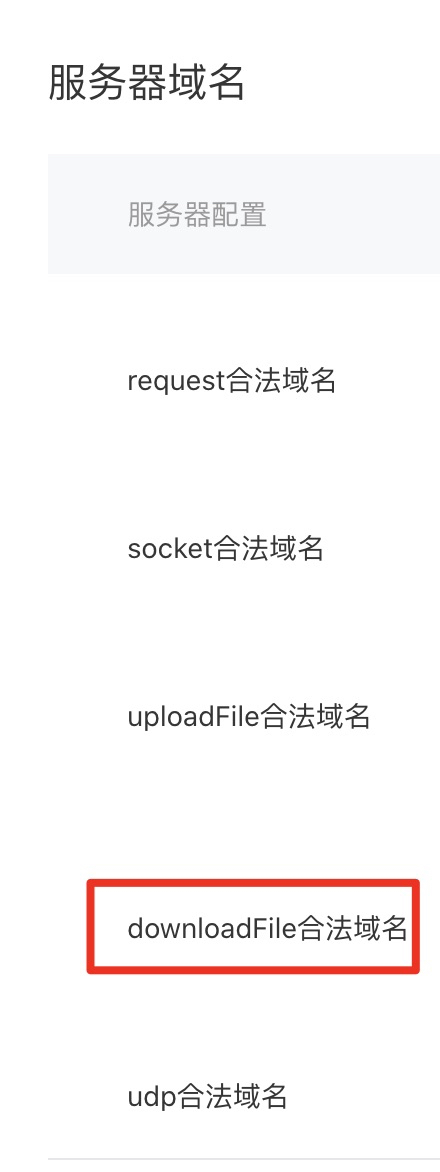 服务器域名
服务器配置
request合法域名
socket合法域名
uploadFile合法域名
downloadFile合法域名
udp合法域名